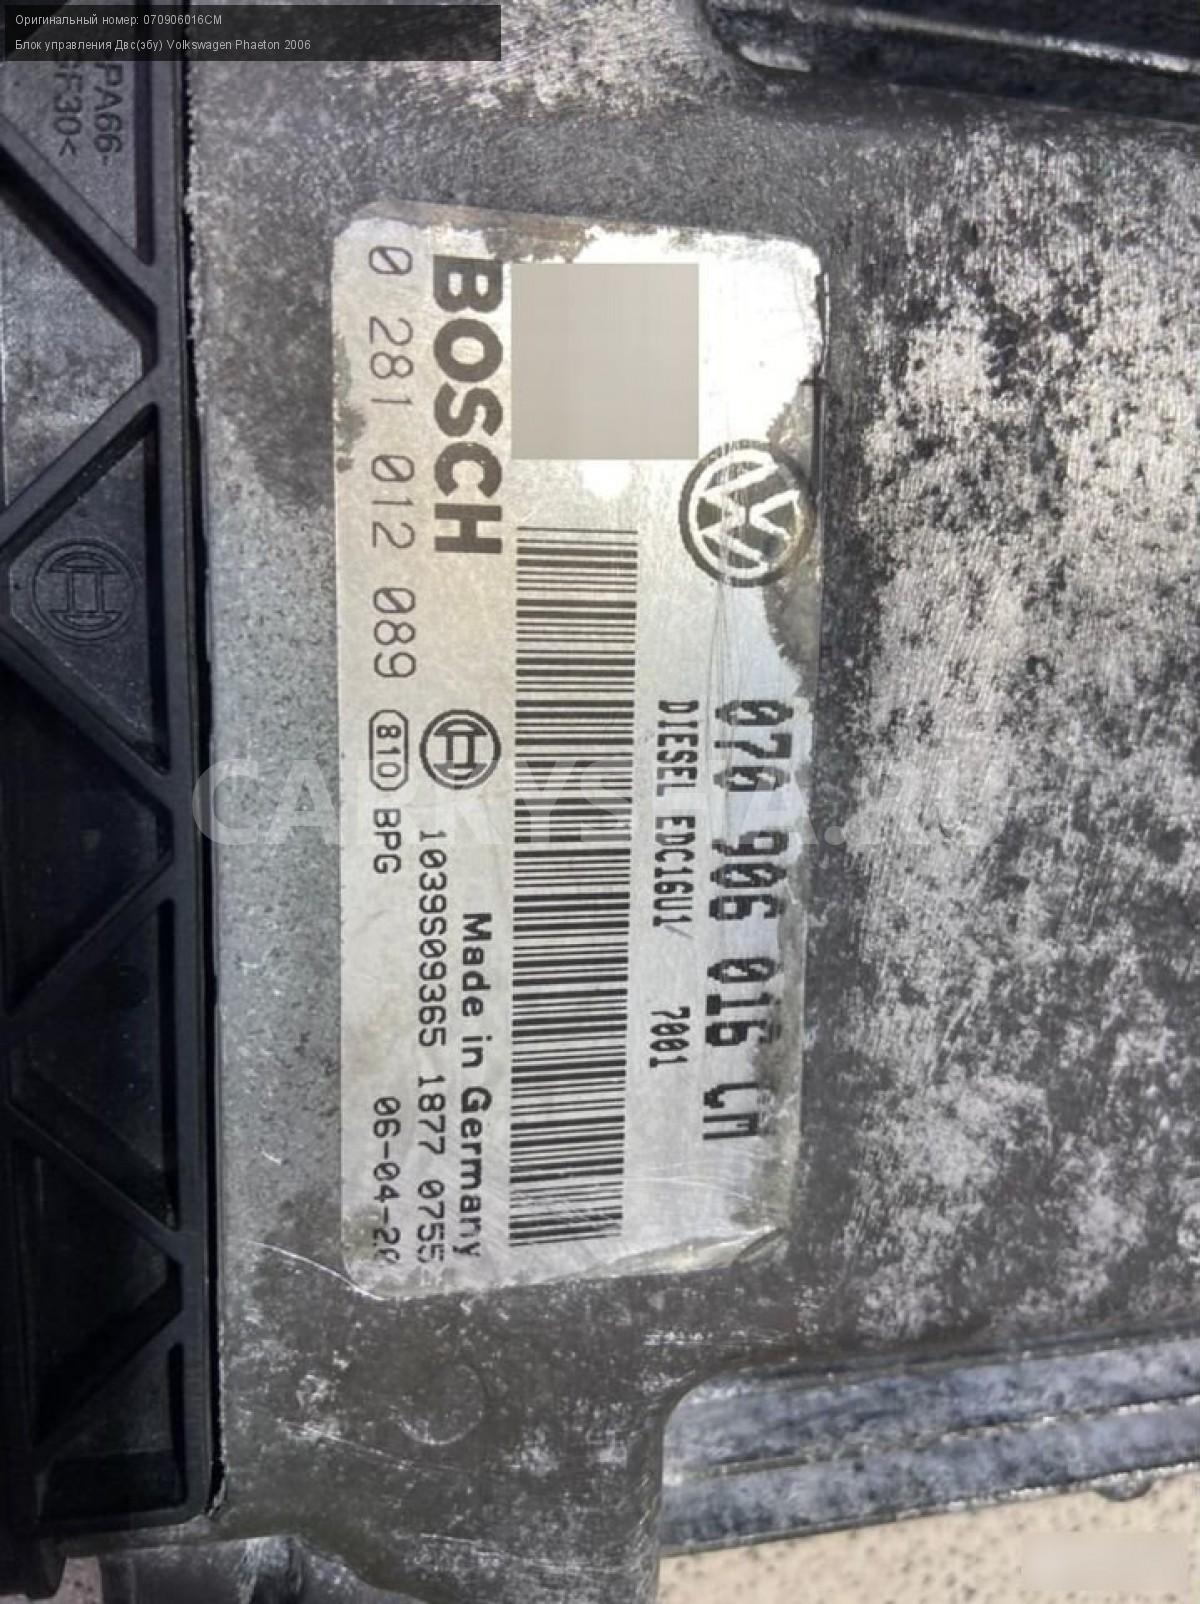 Оригинальный номер: 070906016CM
Блок управления Двс(эбу) Volkswagen Phaeton 2006
070 906 016 CM
DIESEL EDC16U1/ 7001
BOSCH
Made in Germany
0 281 012 089
1039S09365 1877 0755
810 BPG
06-04-